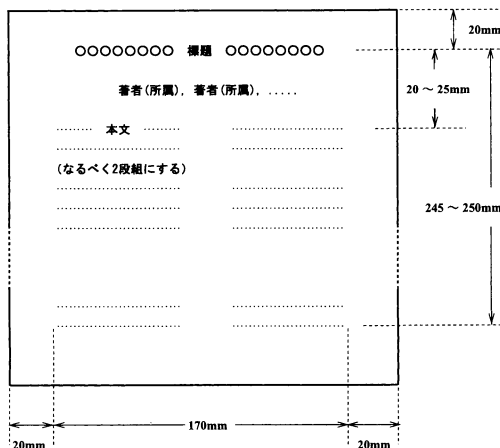 20mm
○○○○○○○○ 標題 ○○○○○○○○
著者(所属), 著者(所属), .....
20 ～ 25mm
......... 本文 .........
(なるべく2段組にする)
245 ～ 250mm
170mm
20mm
20mm